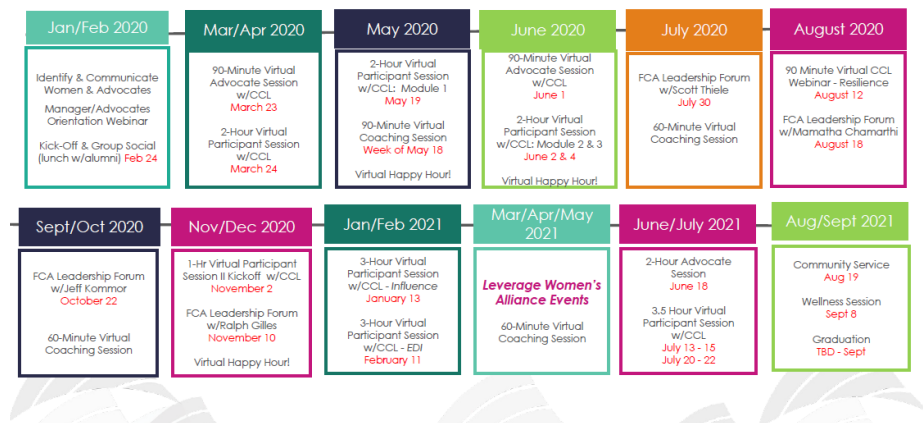 Jan/Feb 2020
Identify & Communicate
Women & Advocates
Manager/Advocates
Orientation Webinar
Kick-Off & Group Social
(lunch w/alumni) Feb 24
Mar/Apr 2020
90-Minute Virtual
Advocate Session
w/CCL
March 23
2-Hour Virtual
Participant Session
w/CCL
March 24
May 2020
2-Hour Virtual
Participant Session
w/CCL: Module 1
May 19
90-Minute Virtual
Coaching Session
Week of May 18
Virtual Happy Hour!
June 2020
90-Minute Virtual
Advocate Session
w/CCL
June 1
2-Hour Virtual
Participant Session
w/CCL: Module 2 & 3
June 2 & 4
Virtual Happy Hour!
July 2020
FCA Leadership Forum
w/Scott Thiele
July 30
60-Minute Virtual
Coaching Session
August 2020
90 Minute Virtual CCL
Webinar - Resilience
August 12
FCA Leadership Forum
w/Mamatha Chamarthi
August 18
Sept/Oct 2020
FCA Leadership Forum
w/Jeff Kommor
October 22
60-Minute Virtual
Coaching Session
Nov/Dec 2020
1-Hr Virtual Participant
Session II Kickoff w/CCL
November 2
FCA Leadership Forum
w/Ralph Gilles
November 10
Virtual Happy Hour!
Jan/Feb 2021
3-Hour Virtual
Participant Session
w/CCL - Influence
January 13
3-Hour Virtual
Participant Session
w/CCL - EDI
February 11
Mar/Apr/May
2021
Leverage Women's
Alliance Events
60-Minute Virtual
Coaching Session
June/July 2021
2-Hour Advocate
Session
June 18
3.5 Hour Virtual
Participant Session
w/CCL
July 13 - 15
July 20 - 22
Aug/Sept 2021
Community Service
Aug 19
Wellness Session
Sept 8
Graduation
TBD - Sept